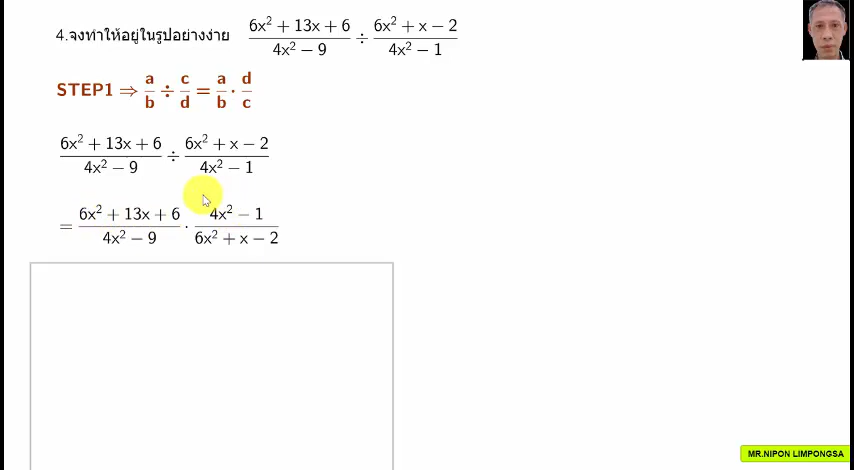 4.จงทำให้อยู่ในรูปอย่างง่าย (6x² + 13x + 6)/(4x² − 9) ÷ (6x² + x − 2)/(4x² − 1)
STEP1 ⇒ a/b ÷ c/d = a/b · d/c
(6x² + 13x + 6)/(4x² − 9) ÷ (6x² + x − 2)/(4x² − 1)
= (6x² + 13x + 6)/(4x² − 9) · (4x² − 1)/(6x² + x − 2)
MR.NIPON LIMPONGSA